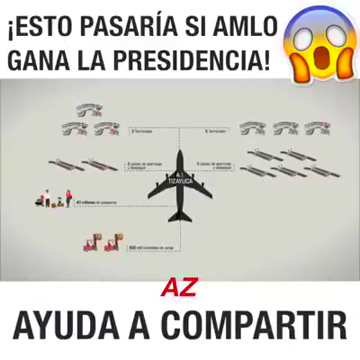 ¡ESTO PASARÍA SI AMLO
GANA LA PRESIDENCIA!
A.I.
TIZAYUCA
AZ
AYUDA A COMPARTIR